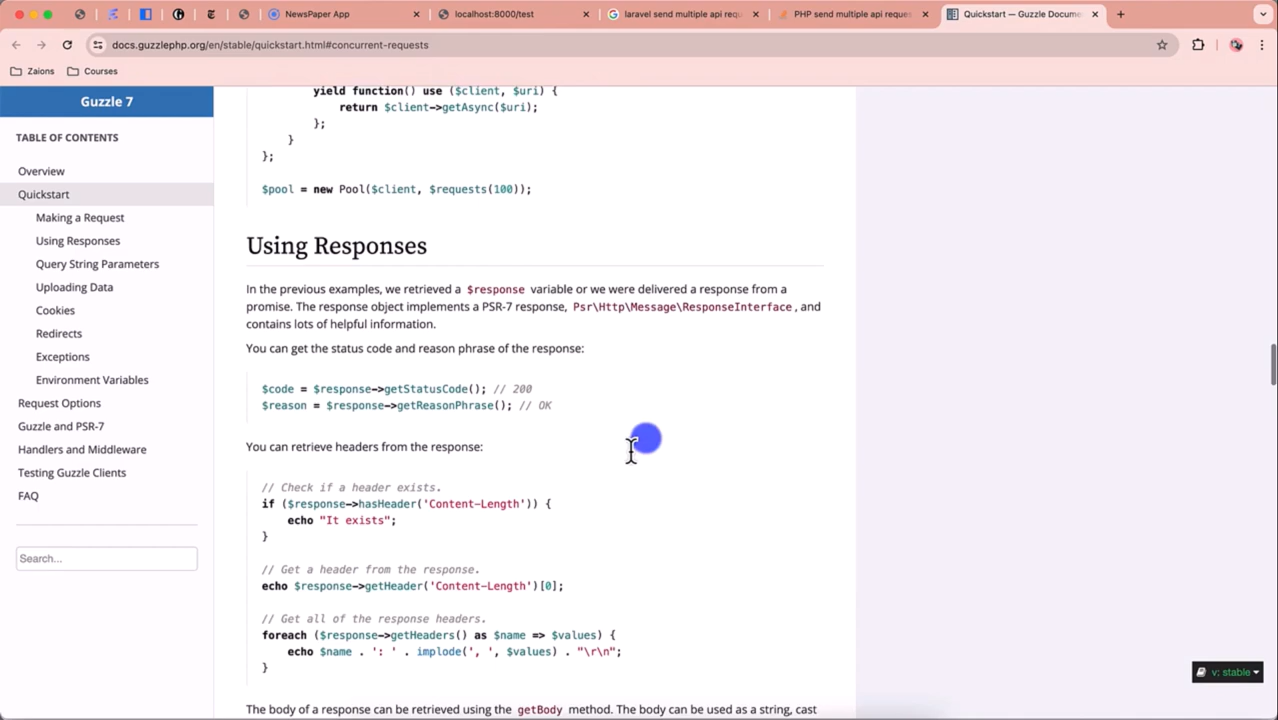 NewsPaper App
localhost:8000/test
laravel send multiple api req
PHP send multiple api reques
Quickstart — Guzzle Docume
docs.guzzlephp.org/en/stable/quickstart.html#concurrent-requests
Zaions
Courses
Guzzle 7
TABLE OF CONTENTS
Overview
Quickstart
Making a Request
Using Responses
Query String Parameters
Uploading Data
Cookies
Redirects
Exceptions
Environment Variables
Request Options
Guzzle and PSR-7
Handlers and Middleware
Testing Guzzle Clients
FAQ
Search...
yield function() use ($client, $uri) {
return $client->getAsync($uri);
};
}
};
$pool = new Pool($client, $requests(100));
Using Responses
In the previous examples, we retrieved a $response variable or we were delivered a response from a
promise. The response object implements a PSR-7 response, Psr\Http\Message\ResponseInterface, and
contains lots of helpful information.
You can get the status code and reason phrase of the response:
$code = $response->getStatusCode(); // 200
$reason = $response->getReasonPhrase(); // OK
You can retrieve headers from the response:
// Check if a header exists.
if ($response->hasHeader('Content-Length')) {
echo "It exists";
}
// Get a header from the response.
echo $response->getHeader('Content-Length')[0];
// Get all of the response headers.
foreach ($response->getHeaders() as $name => $values) {
echo $name . ': ' . implode(', ', $values) . "\r\n";
}
The body of a response can be retrieved using the getBody method. The body can be used as a string, cast
v: stable